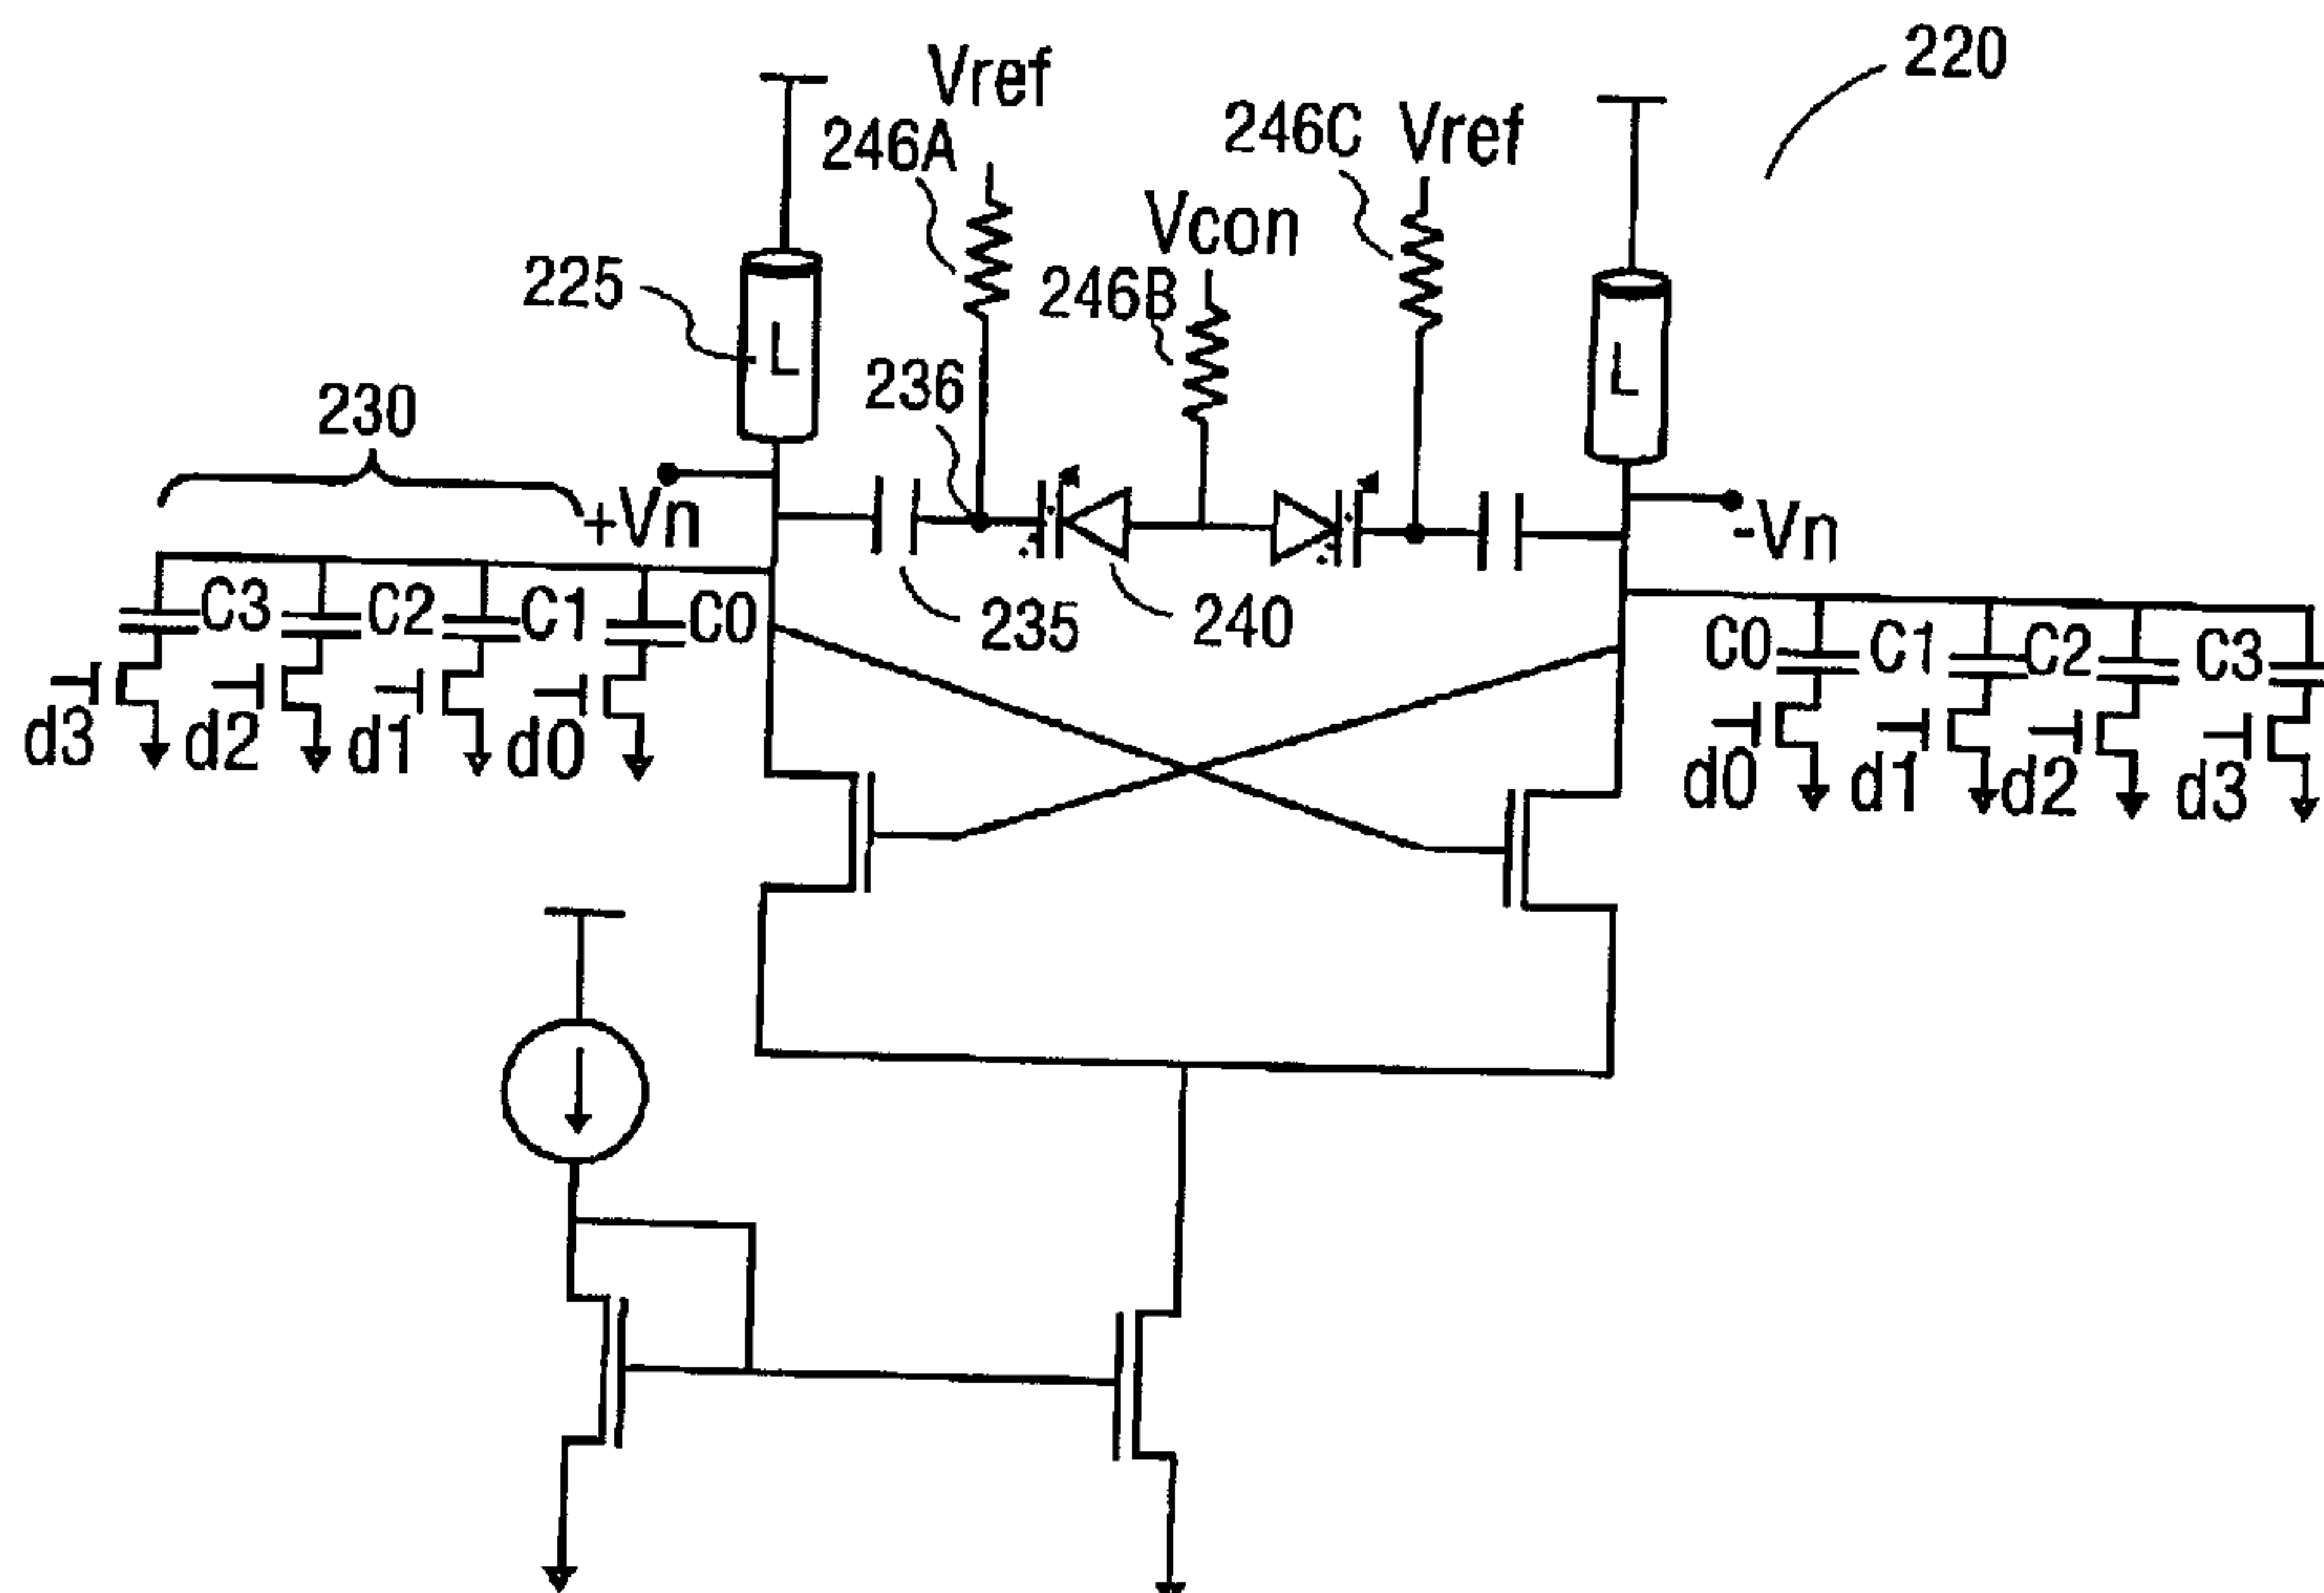 220
Vref
246A
246C Vref
Vcon
225
246B
L
L
236
230
+Vn
-Vn
235
240
C3
C2
C1
C0
C0
C1
C2
C3
d3
d2
d1
d0
d0
d1
d2
d3